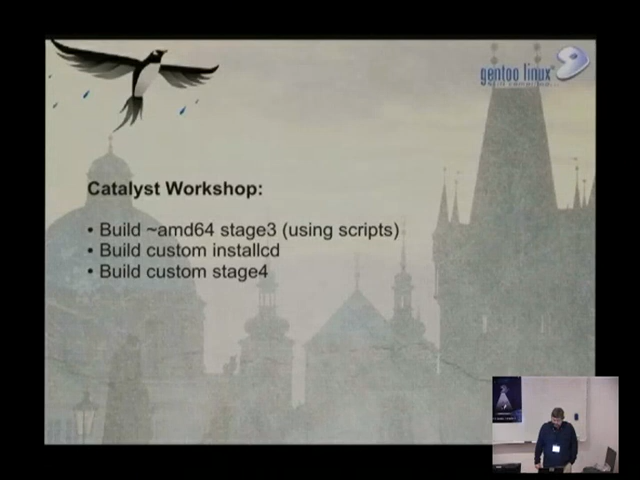 gentoo linux
Catalyst Workshop:
• Build ~amd64 stage3 (using scripts)
• Build custom installcd
• Build custom stage4